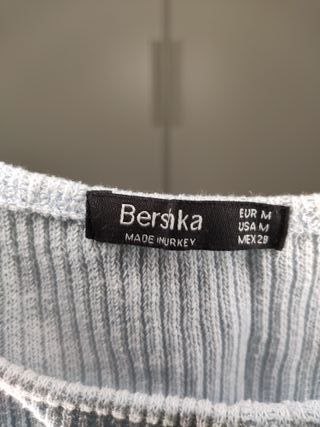 Bershka
MADE IN TURKEY
EUR M
USA M
MEX 28